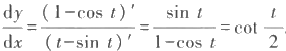 dy/dx = (1-cos t)′/(t-sin t)′ = sin t/1-cos t = cot t/2.